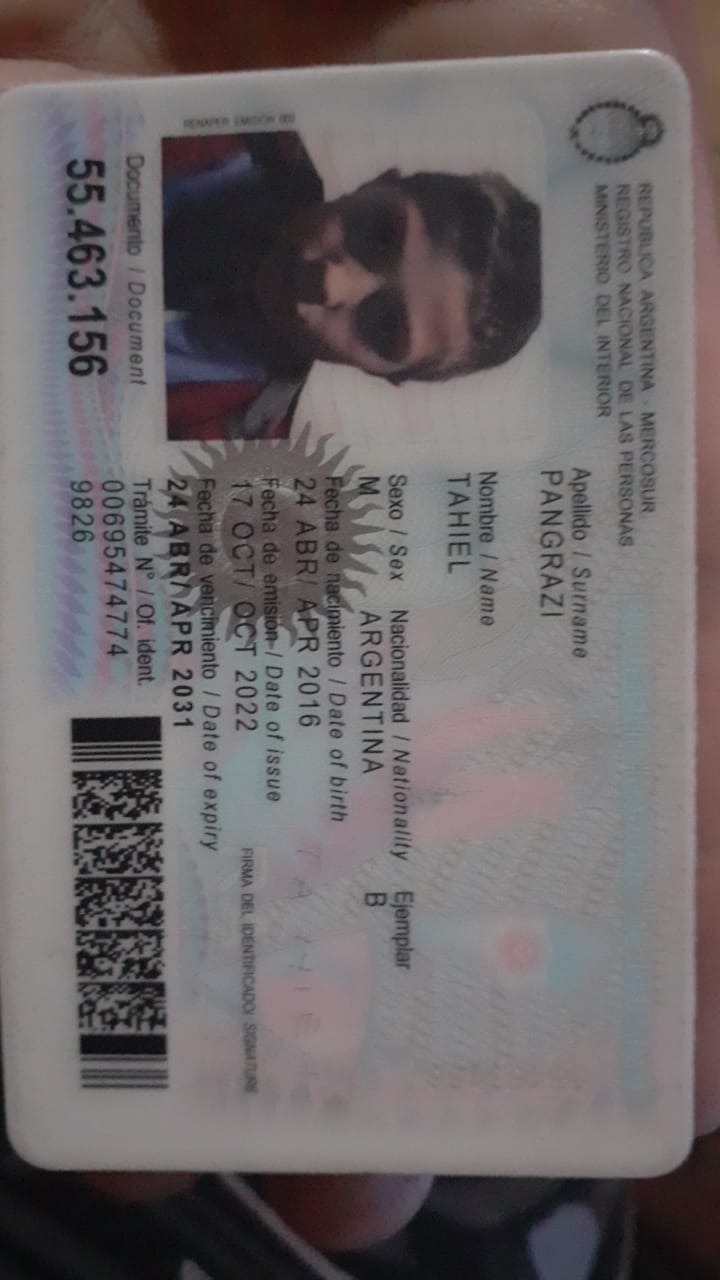 REPUBLICA ARGENTINA - MERCOSUR
REGISTRO NACIONAL DE LAS PERSONAS
MINISTERIO DEL INTERIOR
Apellido / Surname
PANGRAZI
Nombre / Name
TAHIEL
Sexo / Sex Nacionalidad / Nationality Ejemplar
M ARGENTINA B
Fecha de nacimiento / Date of birth
24 ABR/ APR 2016
Fecha de emisión / Date of issue
17 OCT/ OCT 2022
Fecha de vencimiento / Date of expiry
24 ABR/ APR 2031
FIRMA DEL IDENTIFICADO/ SIGNATURE
RENAPER EMISION
Documento / Document
55.463.156
Trámite N° / Of. ident.
00695474774
9826